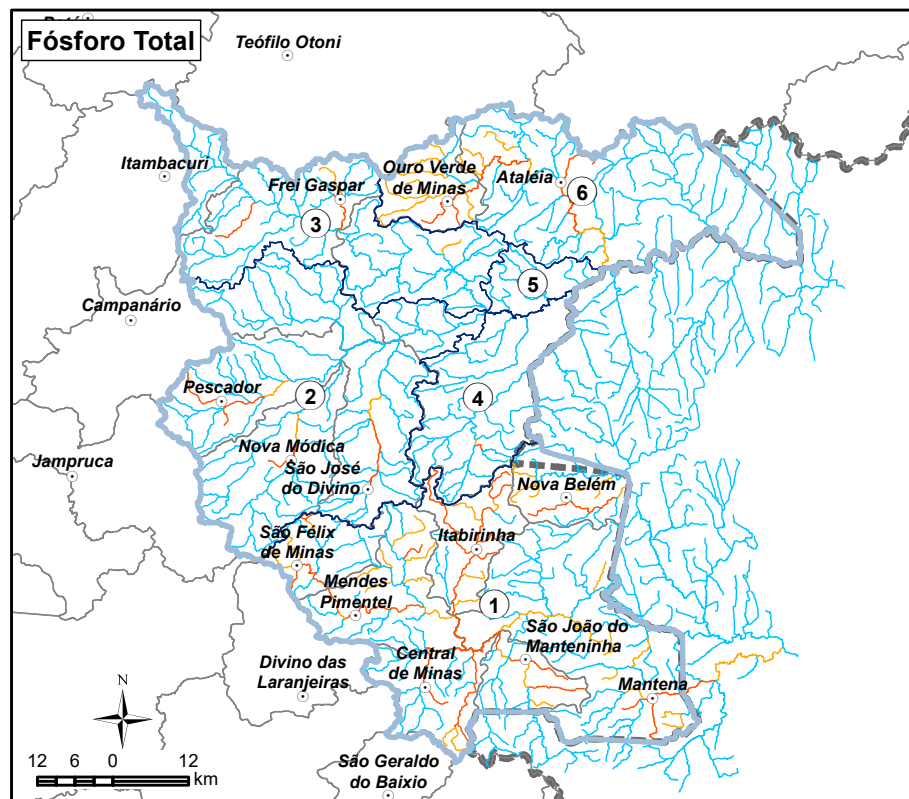 Fósforo Total
Teófilo Otoni
Itambacuri
Frei Gaspar
Ouro Verde
de Minas
Ataléia
6
3
5
Campanário
Pescador
2
4
Nova Módica
São José
do Divino
Jampruca
Nova Belém
São Félix
de Minas
Itabirinha
Mendes
Pimentel
1
São João do
Manteninha
Central
de Minas
Divino das
Laranjeiras
Mantena
N
12 6 0 12
km
São Geraldo
do Baixio